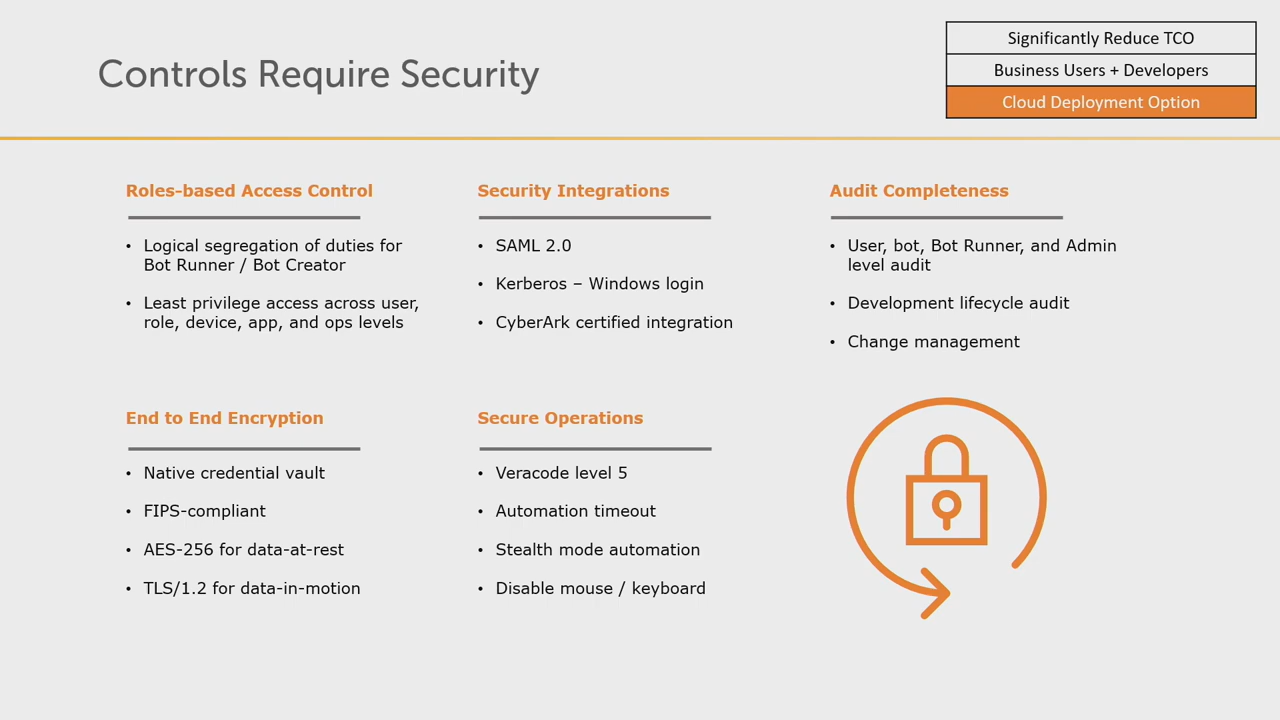 Controls Require Security
Significantly Reduce TCO
Business Users + Developers
Cloud Deployment Option
Roles-based Access Control
• Logical segregation of duties for
Bot Runner / Bot Creator
• Least privilege access across user,
role, device, app, and ops levels
Security Integrations
• SAML 2.0
• Kerberos – Windows login
• CyberArk certified integration
Audit Completeness
• User, bot, Bot Runner, and Admin
level audit
• Development lifecycle audit
• Change management
End to End Encryption
• Native credential vault
• FIPS-compliant
• AES-256 for data-at-rest
• TLS/1.2 for data-in-motion
Secure Operations
• Veracode level 5
• Automation timeout
• Stealth mode automation
• Disable mouse / keyboard